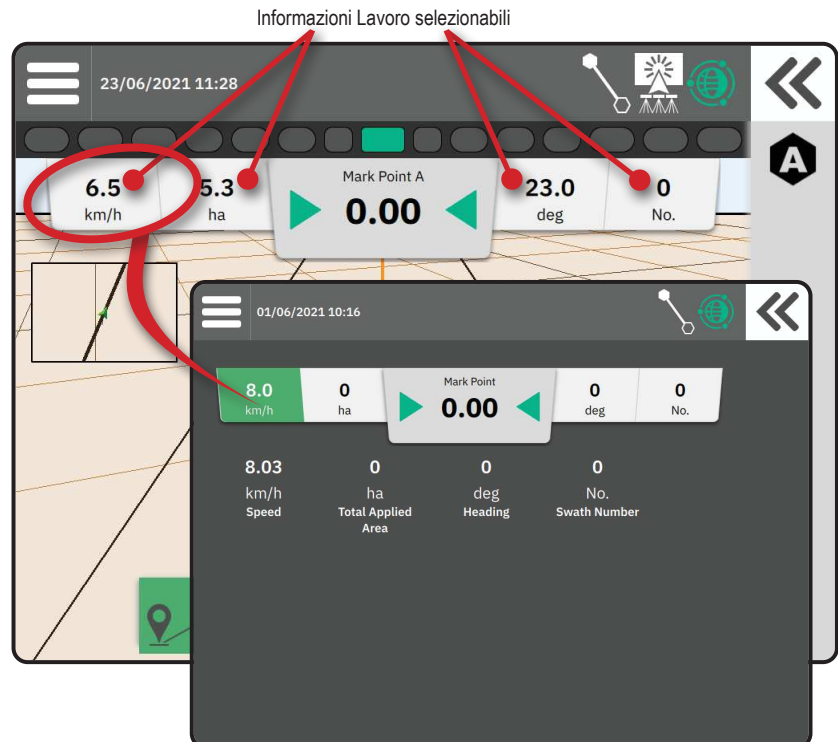 Informazioni Lavoro selezionabili
23/06/2021 11:28
A
6.5
km/h
5.3
ha
Mark Point A
0.00
23.0
deg
0
No.
01/06/2021 10:16
8.0
km/h
0
ha
Mark Point
0.00
0
deg
0
No.
8.03
km/h
Speed
0
ha
Total Applied
Area
0
deg
Heading
0
No.
Swath Number